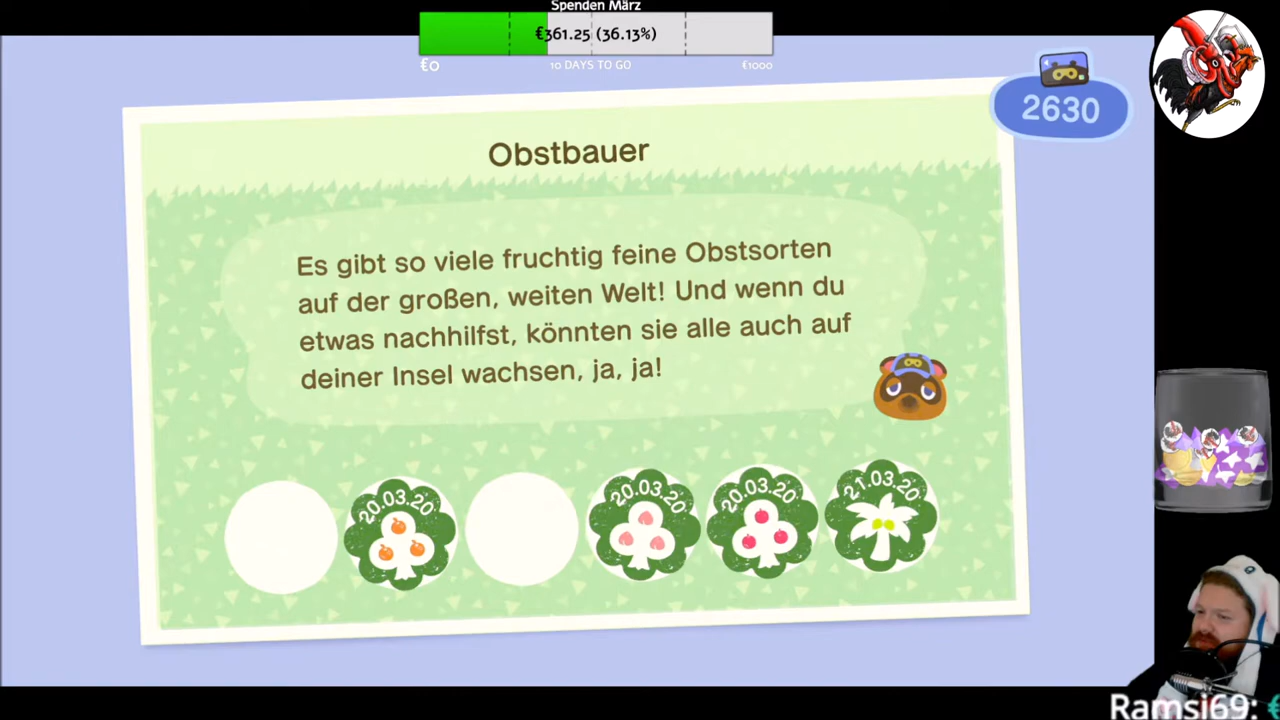 Spenden März
€361.25 (36.13%)
€0
10 DAYS TO GO
€1000
2630
Obstbauer
Es gibt so viele fruchtig feine Obstsorten
auf der großen, weiten Welt! Und wenn du
etwas nachhilfst, könnten sie alle auch auf
deiner Insel wachsen, ja, ja!
20.03.20
20.03.20
20.03.20
21.03.20
Ramsi69: €